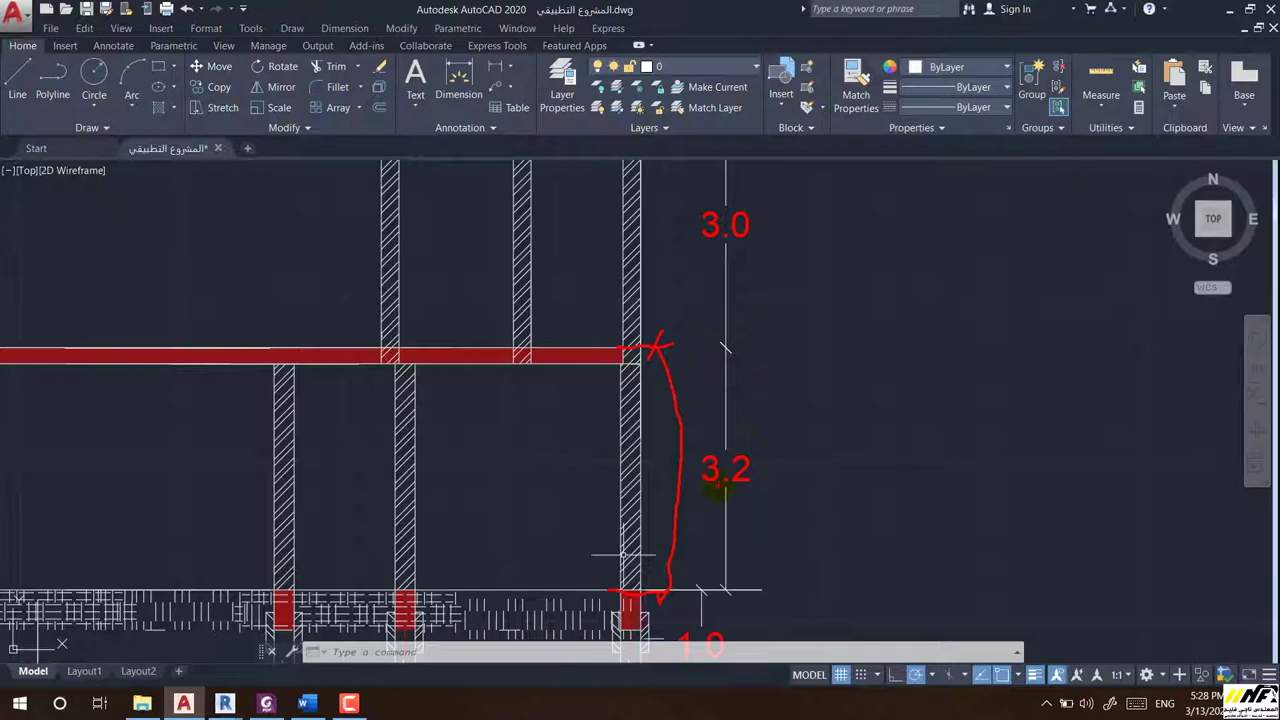 Autodesk AutoCAD 2020 المشروع التطبيقي.dwg
Type a keyword or phrase
Sign In
File Edit View Insert Format Tools Draw Dimension Modify Parametric Window Help Express
Home Insert Annotate Parametric View Manage Output Add-ins Collaborate Express Tools Featured Apps
Line Polyline Circle Arc
Move Rotate Trim
Copy Mirror Fillet
Stretch Scale Array
Text Dimension Table
Layer Properties
0
Make Current
Match Layer
Insert
Match Properties
ByLayer
ByLayer
ByLayer
Group
Measure
Paste
Base
Draw Modify Annotation Layers Block Properties Groups Utilities Clipboard View
Start المشروع التطبيقي*
[−][Top][2D Wireframe]
N
W TOP E
S
WCS
3.0
3.2
1.0
X
Type a command
Model Layout1 Layout2 +
MODEL 1:1
ENG
5:28 PM
3/13/20
NF